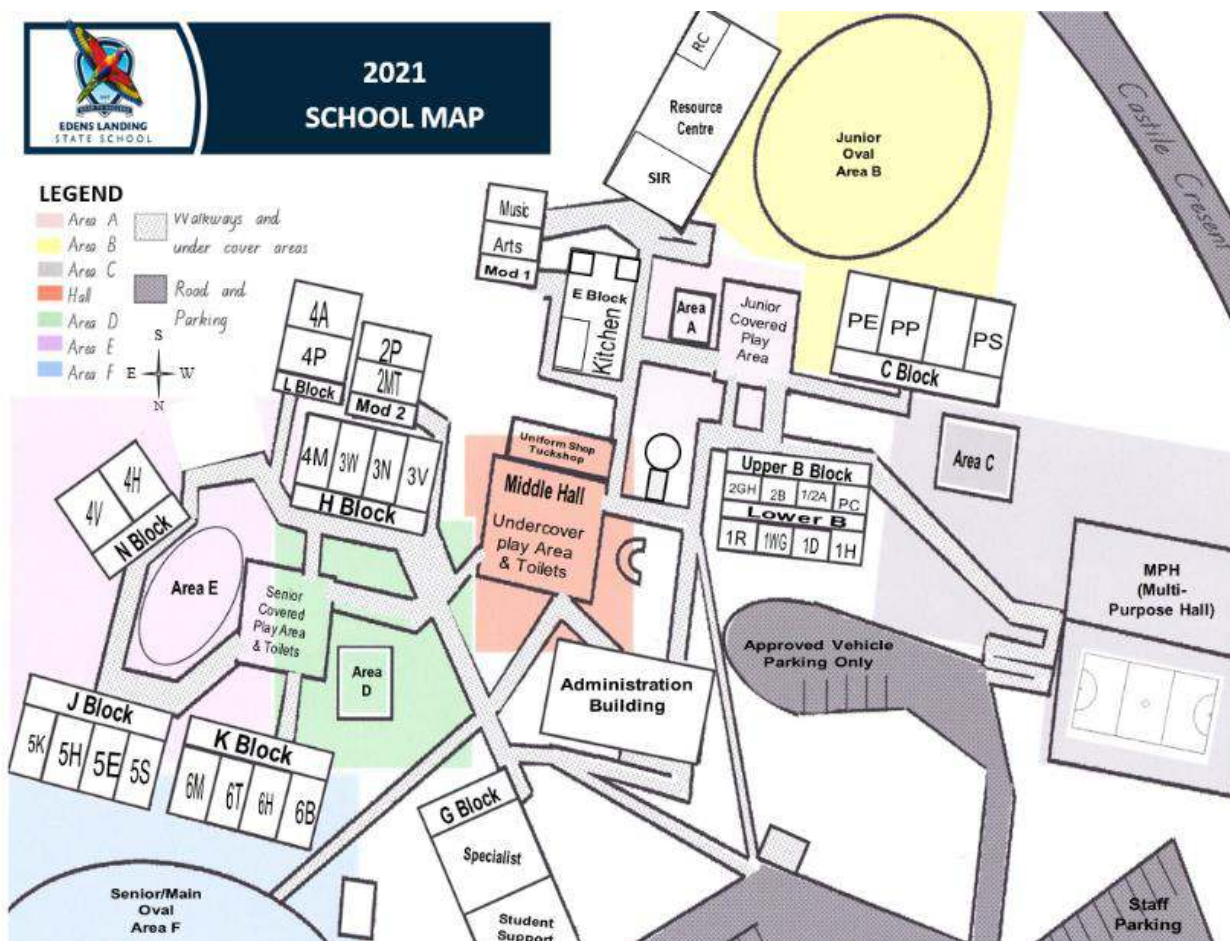 2021
SCHOOL MAP
EDENS LANDING
STATE SCHOOL
LEGEND
Area A
Area B
Area C
Hall
Area D
Area E
Area F
Walkways and
under cover areas
Road and
Parking
S
E W
N
RC
Resource
Centre
SIR
Junior
Oval
Area B
Castile Crescent
Music
Arts
Mod 1
E Block
Kitchen
Area
A
Junior
Covered
Play
Area
PE
PP
PS
C Block
4A
4P
L Block
2P
2MT
Mod 2
4M
3W
3N
3V
H Block
Uniform Shop
Tuckshop
Middle Hall
Undercover
play Area
& Toilets
Upper B Block
2GH 2B 1/2A PC
Lower B
1R 1WG 1D 1H
Area C
MPH
(Multi-
Purpose Hall)
4H
4V
N Block
Area E
Senior
Covered
Play Area
& Toilets
Area
D
Approved Vehicle
Parking Only
Administration
Building
J Block
5K
5H
5E
5S
K Block
6M
6T
6H
6B
G Block
Specialist
Student
Support
Senior/Main
Oval
Area F
Staff
Parking